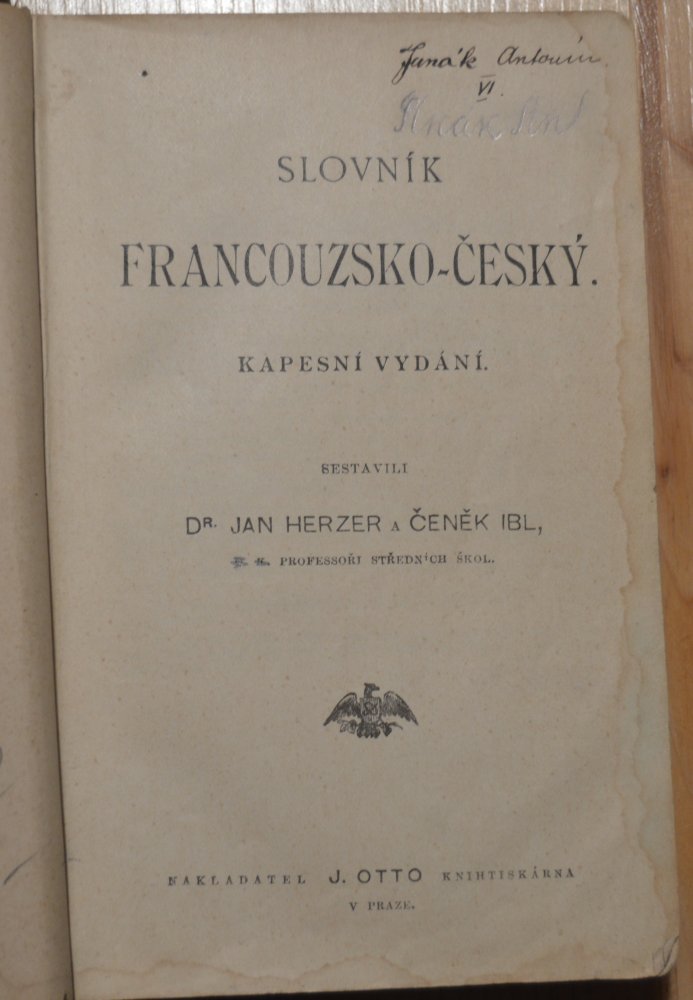 Janák Antonín.
VI.
SLOVNÍK
FRANCOUZSKO-ČESKÝ.
KAPESNÍ VYDÁNÍ.
SESTAVILI
DR. JAN HERZER A ČENĚK IBL,
PROFESSOŘI STŘEDNÍCH ŠKOL.
NAKLADATEL J. OTTO KNIHTISKÁRNA
V PRAZE.